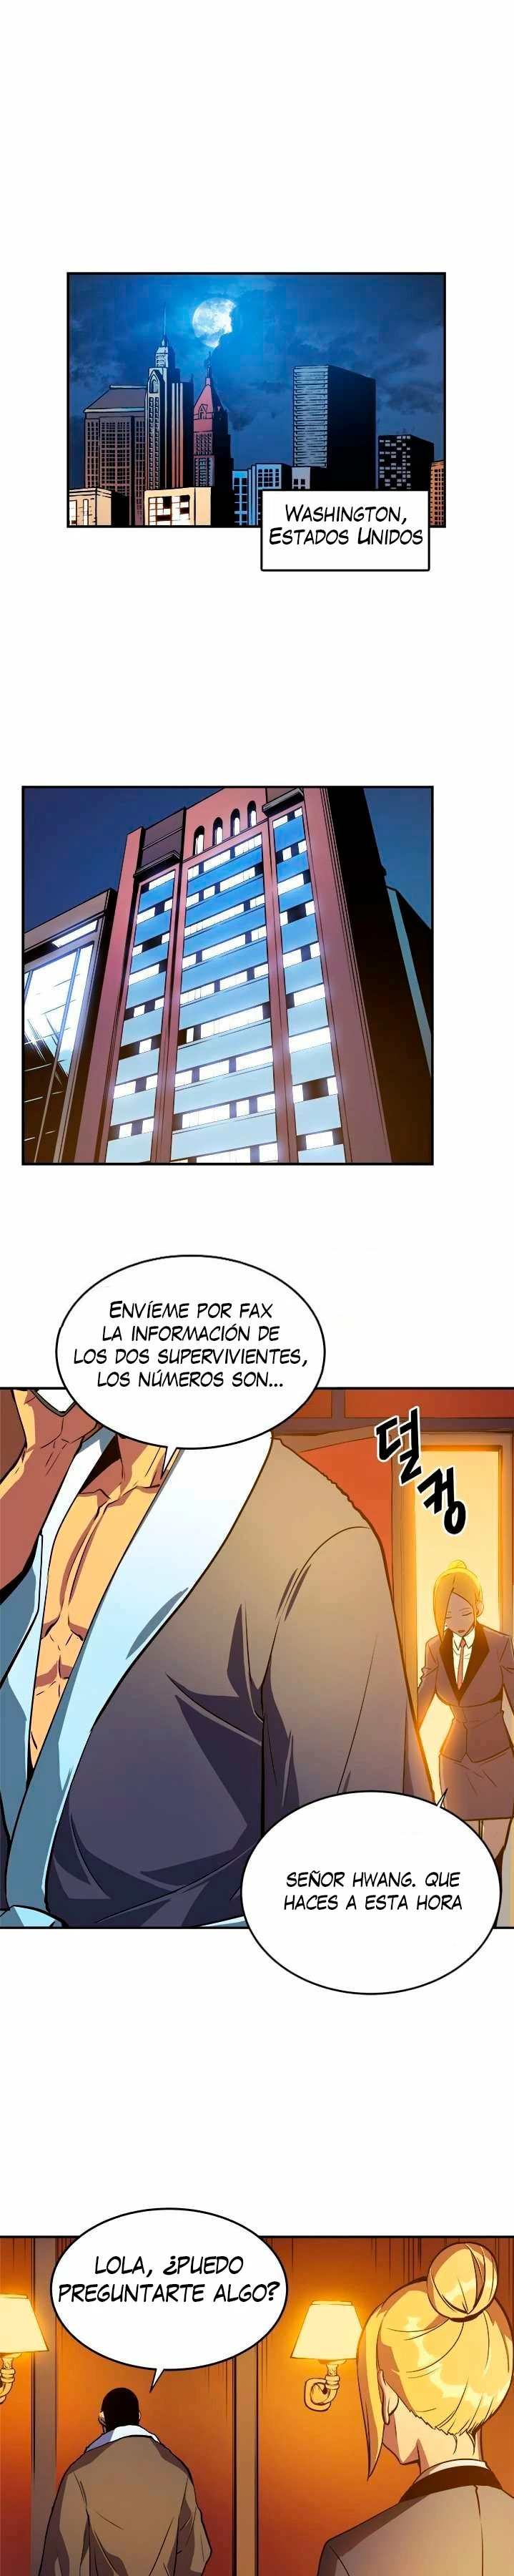 WASHINGTON,
ESTADOS UNIDOS
ENVÍEME POR FAX
LA INFORMACIÓN DE
LOS DOS SUPERVIVIENTES,
LOS NÚMEROS SON...
덜컹
SEÑOR HWANG. QUE
HACES A ESTA HORA
LOLA, ¿PUEDO
PREGUNTARTE ALGO?